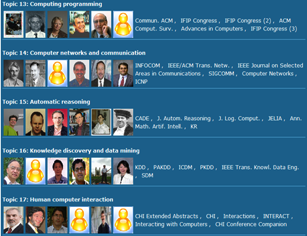 Topic 13: Computing programming
Commun. ACM , IFIP Congress , IFIP Congress (2) , ACM
Comput. Surv. , Advances in Computers , IFIP Congress (3)
Topic 14: Computer networks and communication
INFOCOM , IEEE/ACM Trans. Netw. , IEEE Journal on Selected
Areas in Communications , SIGCOMM , Computer Networks ,
ICNP
Topic 15: Automatic reasoning
CADE , J. Autom. Reasoning , J. Log. Comput. , JELIA , Ann.
Math. Artif. Intell. , KR
Topic 16: Knowledge discovery and data mining
KDD , PAKDD , ICDM , PKDD , IEEE Trans. Knowl. Data Eng.
, SDM
Topic 17: Human computer interaction
CHI Extended Abstracts , CHI , Interactions , INTERACT ,
Interacting with Computers , CHI Conference Companion